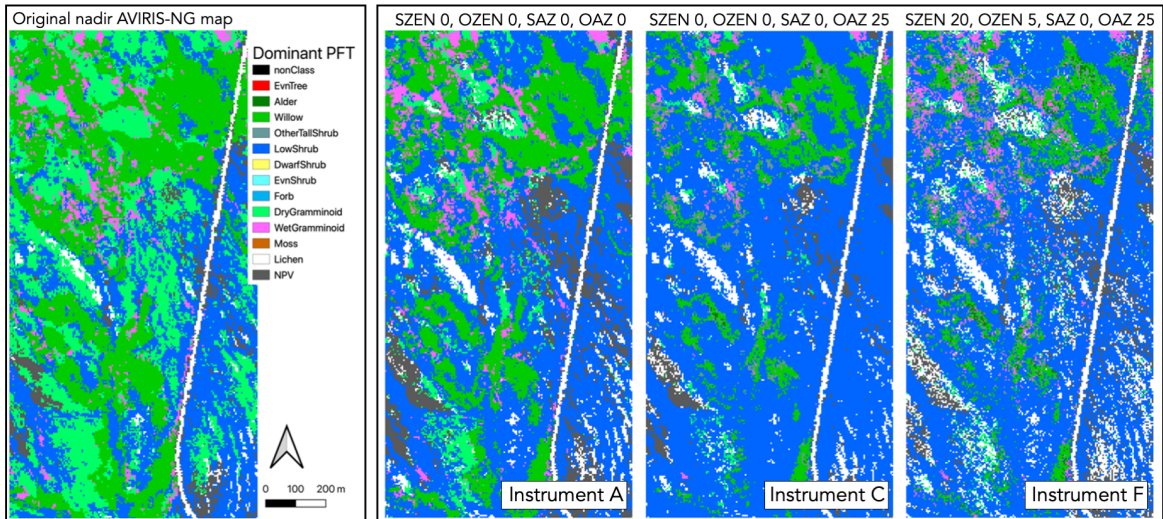 Original nadir AVIRIS-NG map
Dominant PFT
nonClass
EvnTree
Alder
Willow
OtherTallShrub
LowShrub
DwarfShrub
EvnShrub
Forb
DryGramminoid
WetGramminoid
Moss
Lichen
NPV
0 100 200 m
SZEN 0, OZEN 0, SAZ 0, OAZ 0
Instrument A
SZEN 0, OZEN 0, SAZ 0, OAZ 25
Instrument C
SZEN 20, OZEN 5, SAZ 0, OAZ 25
Instrument F